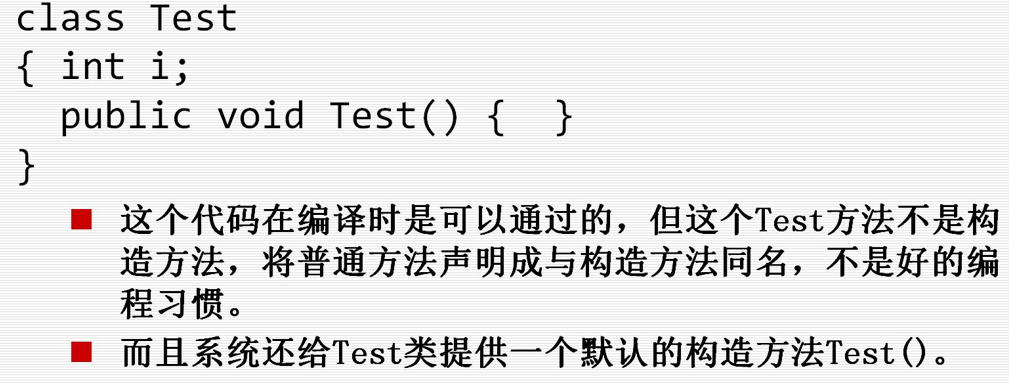 class Test
{ int i;
  public void Test() {  }
}
■ 这个代码在编译时是可以通过的，但这个Test方法不是构
造方法，将普通方法声明成与构造方法同名，不是好的编
程习惯。
■ 而且系统还给Test类提供一个默认的构造方法Test()。